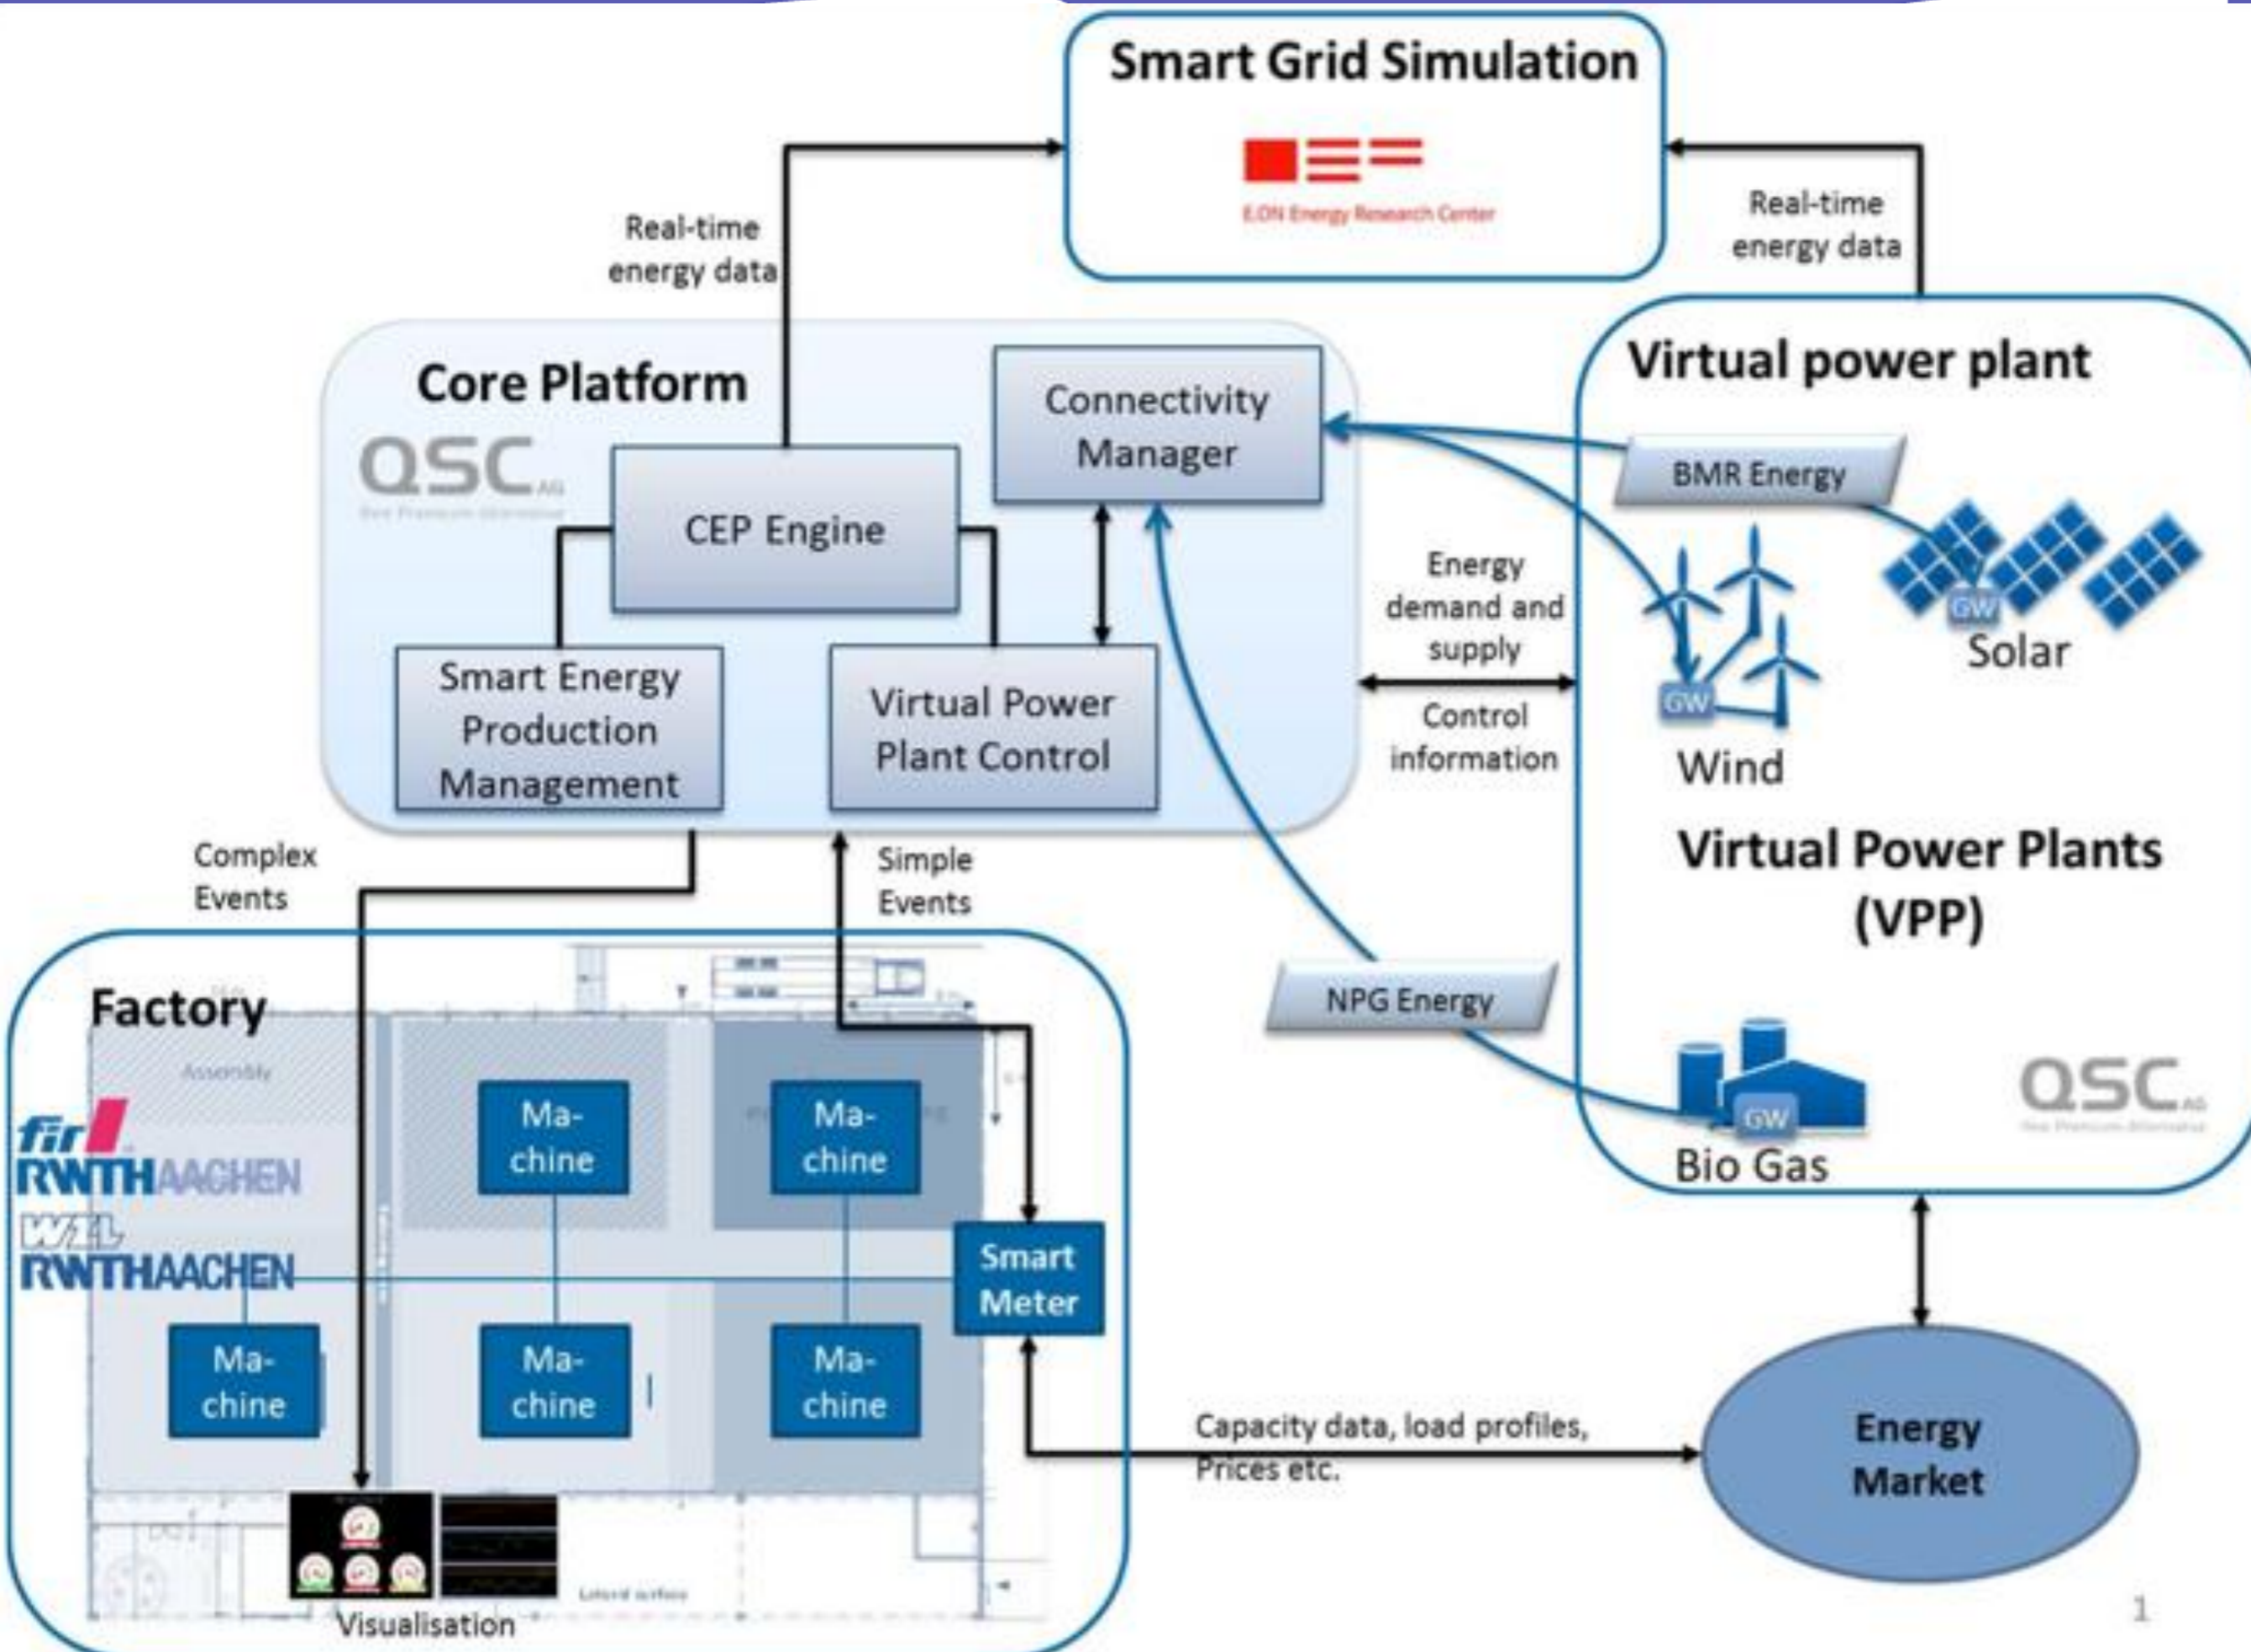 Smart Grid Simulation
E.ON Energy Research Center
Real-time
energy data
Real-time
energy data
Core Platform
QSC AG
Connectivity
Manager
CEP Engine
Smart Energy
Production
Management
Virtual Power
Plant Control
Energy
demand and
supply
Control
information
Virtual power plant
BMR Energy
GW
Solar
GW
Wind
Virtual Power Plants
(VPP)
NPG Energy
GW
Bio Gas
QSC AG
Complex
Events
Simple
Events
Factory
Assembly
fir
RWTHAACHEN
WZL
RWTHAACHEN
Ma-
chine
Ma-
chine
Smart
Meter
Ma-
chine
Ma-
chine
Ma-
chine
Capacity data, load profiles,
Prices etc.
Energy
Market
Lateral surface
Visualisation
1